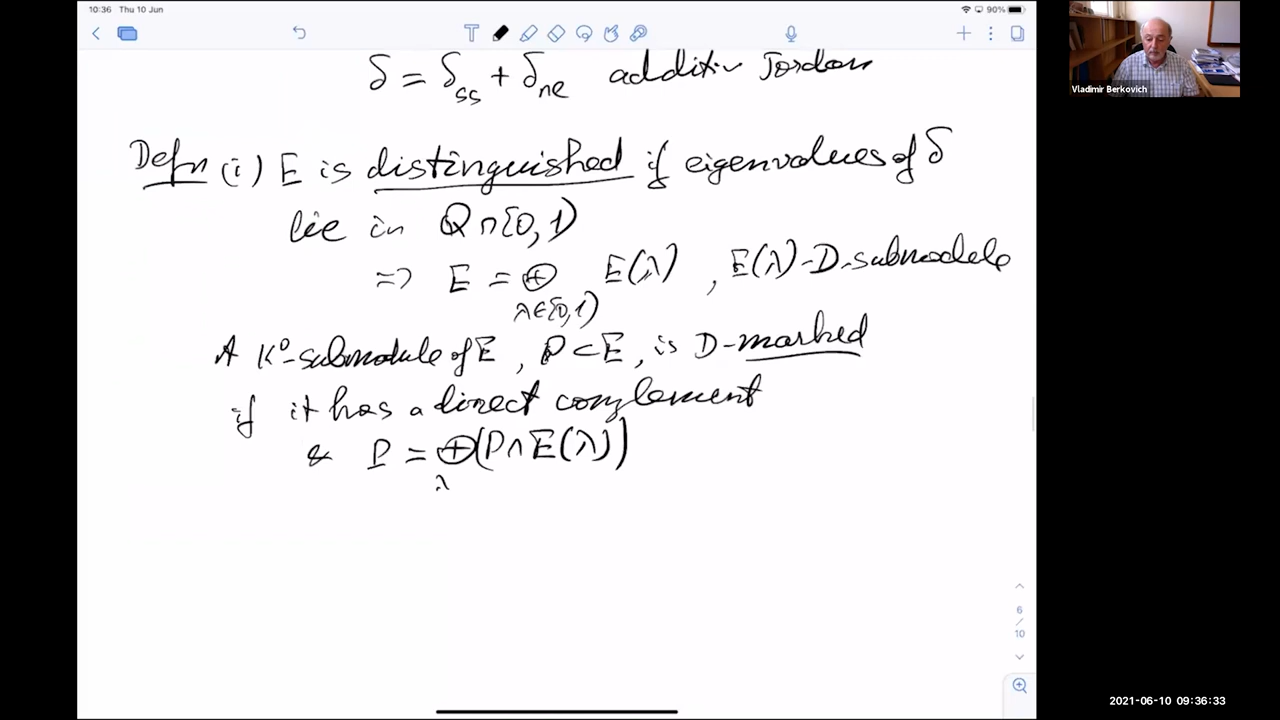 10:36 Thu 10 Jun
90%
T
δ = δ_ss + δ_ne additive Jordan
Defn (i) E is distinguished if eigenvalues of δ
lie in Q∩[0,1)
=> E = ⊕ E(λ), E(λ)-D-submodule
λ∈[0,1)
A K°-submodule of E, P⊂E, is D-marked
if it has a direct complement
& P = ⊕(P∩E(λ))
λ
6
/
10
Vladimir Berkovich
2021-06-10 09:36:33